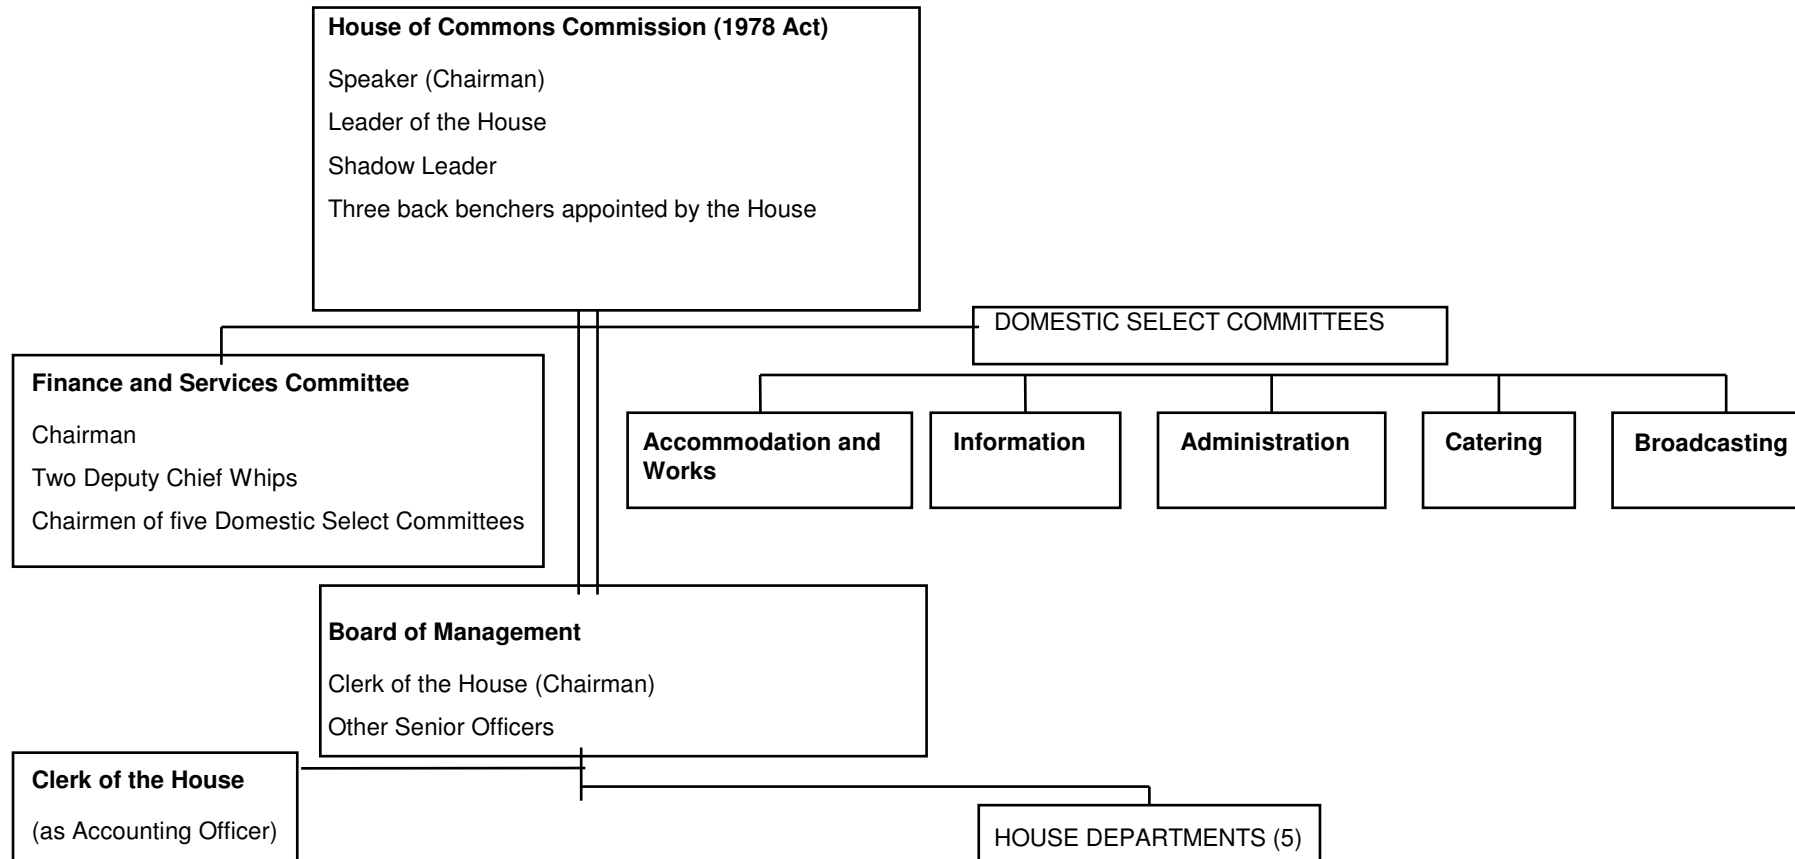 House of Commons Commission (1978 Act)
Speaker (Chairman)
Leader of the House
Shadow Leader
Three back benchers appointed by the House
DOMESTIC SELECT COMMITTEES
Finance and Services Committee
Chairman
Two Deputy Chief Whips
Chairmen of five Domestic Select Committees
Accommodation and
Works
Information
Administration
Catering
Broadcasting
Board of Management
Clerk of the House (Chairman)
Other Senior Officers
Clerk of the House
(as Accounting Officer)
HOUSE DEPARTMENTS (5)